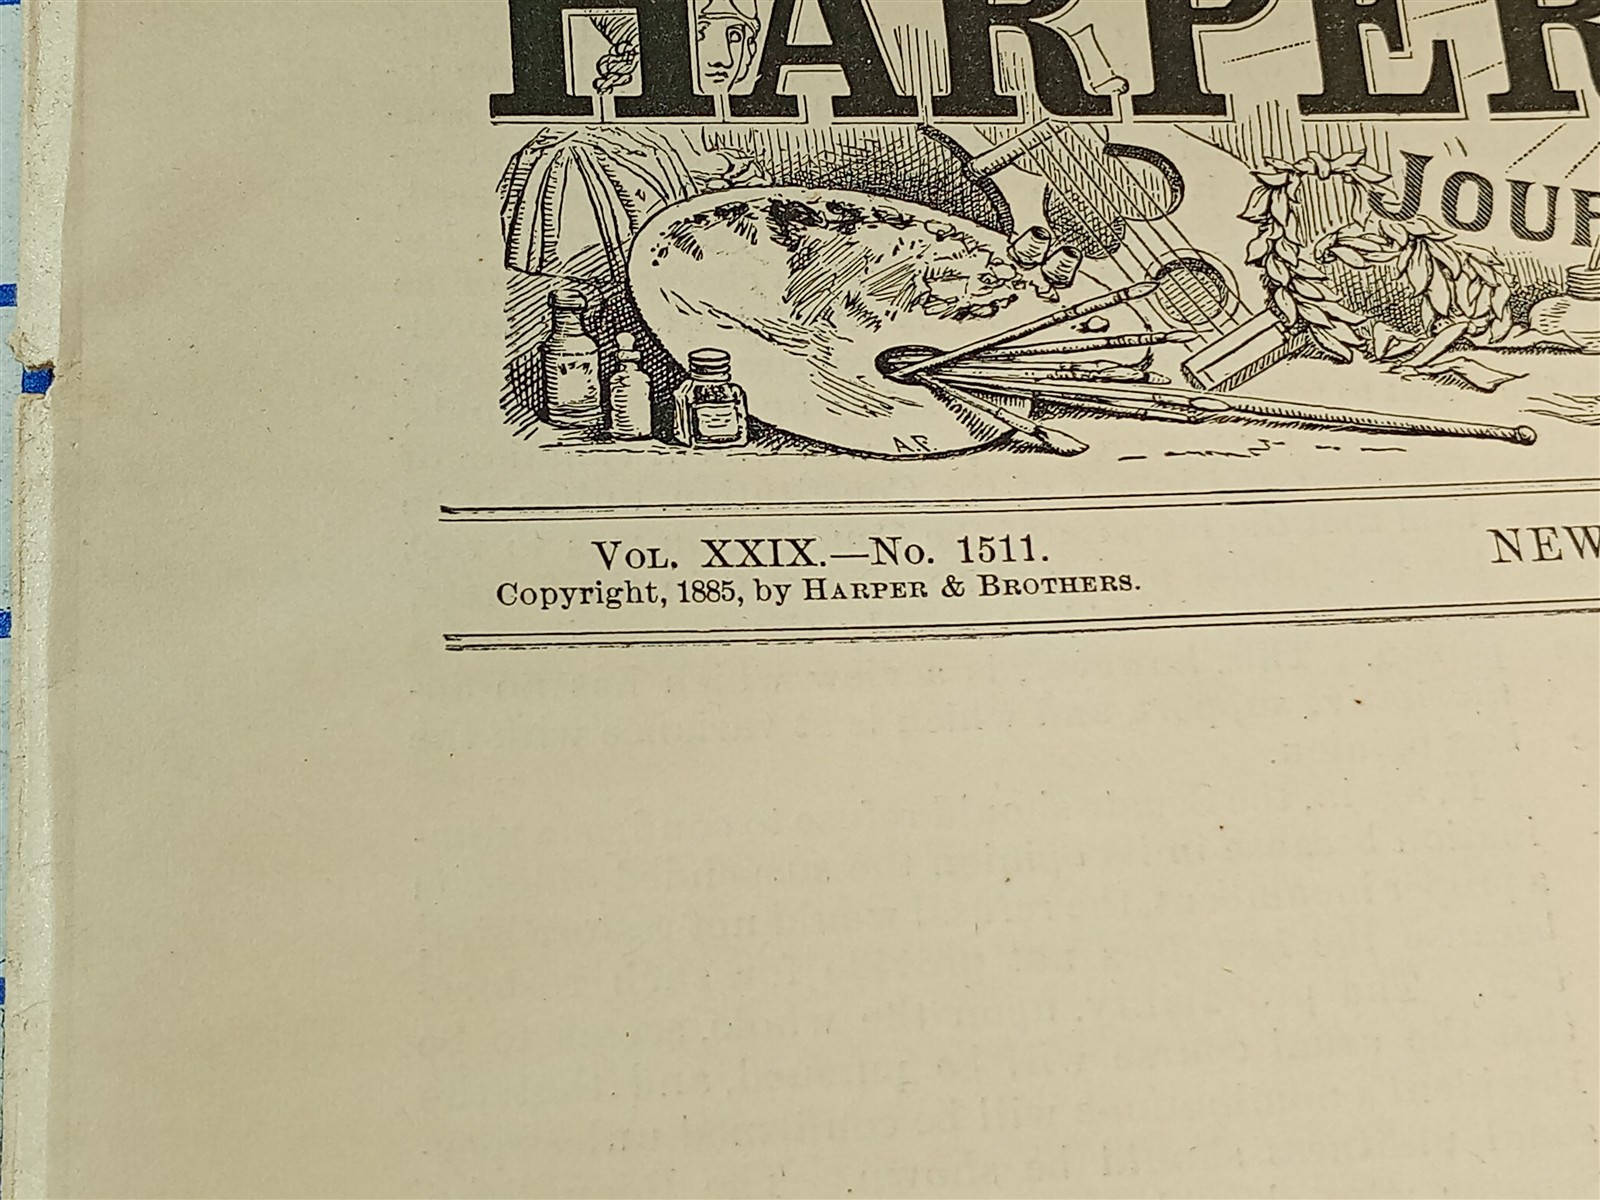 HARPER
JOUR
A.P.
VOL. XXIX.—NO. 1511.
NEW
Copyright, 1885, by HARPER & BROTHERS.